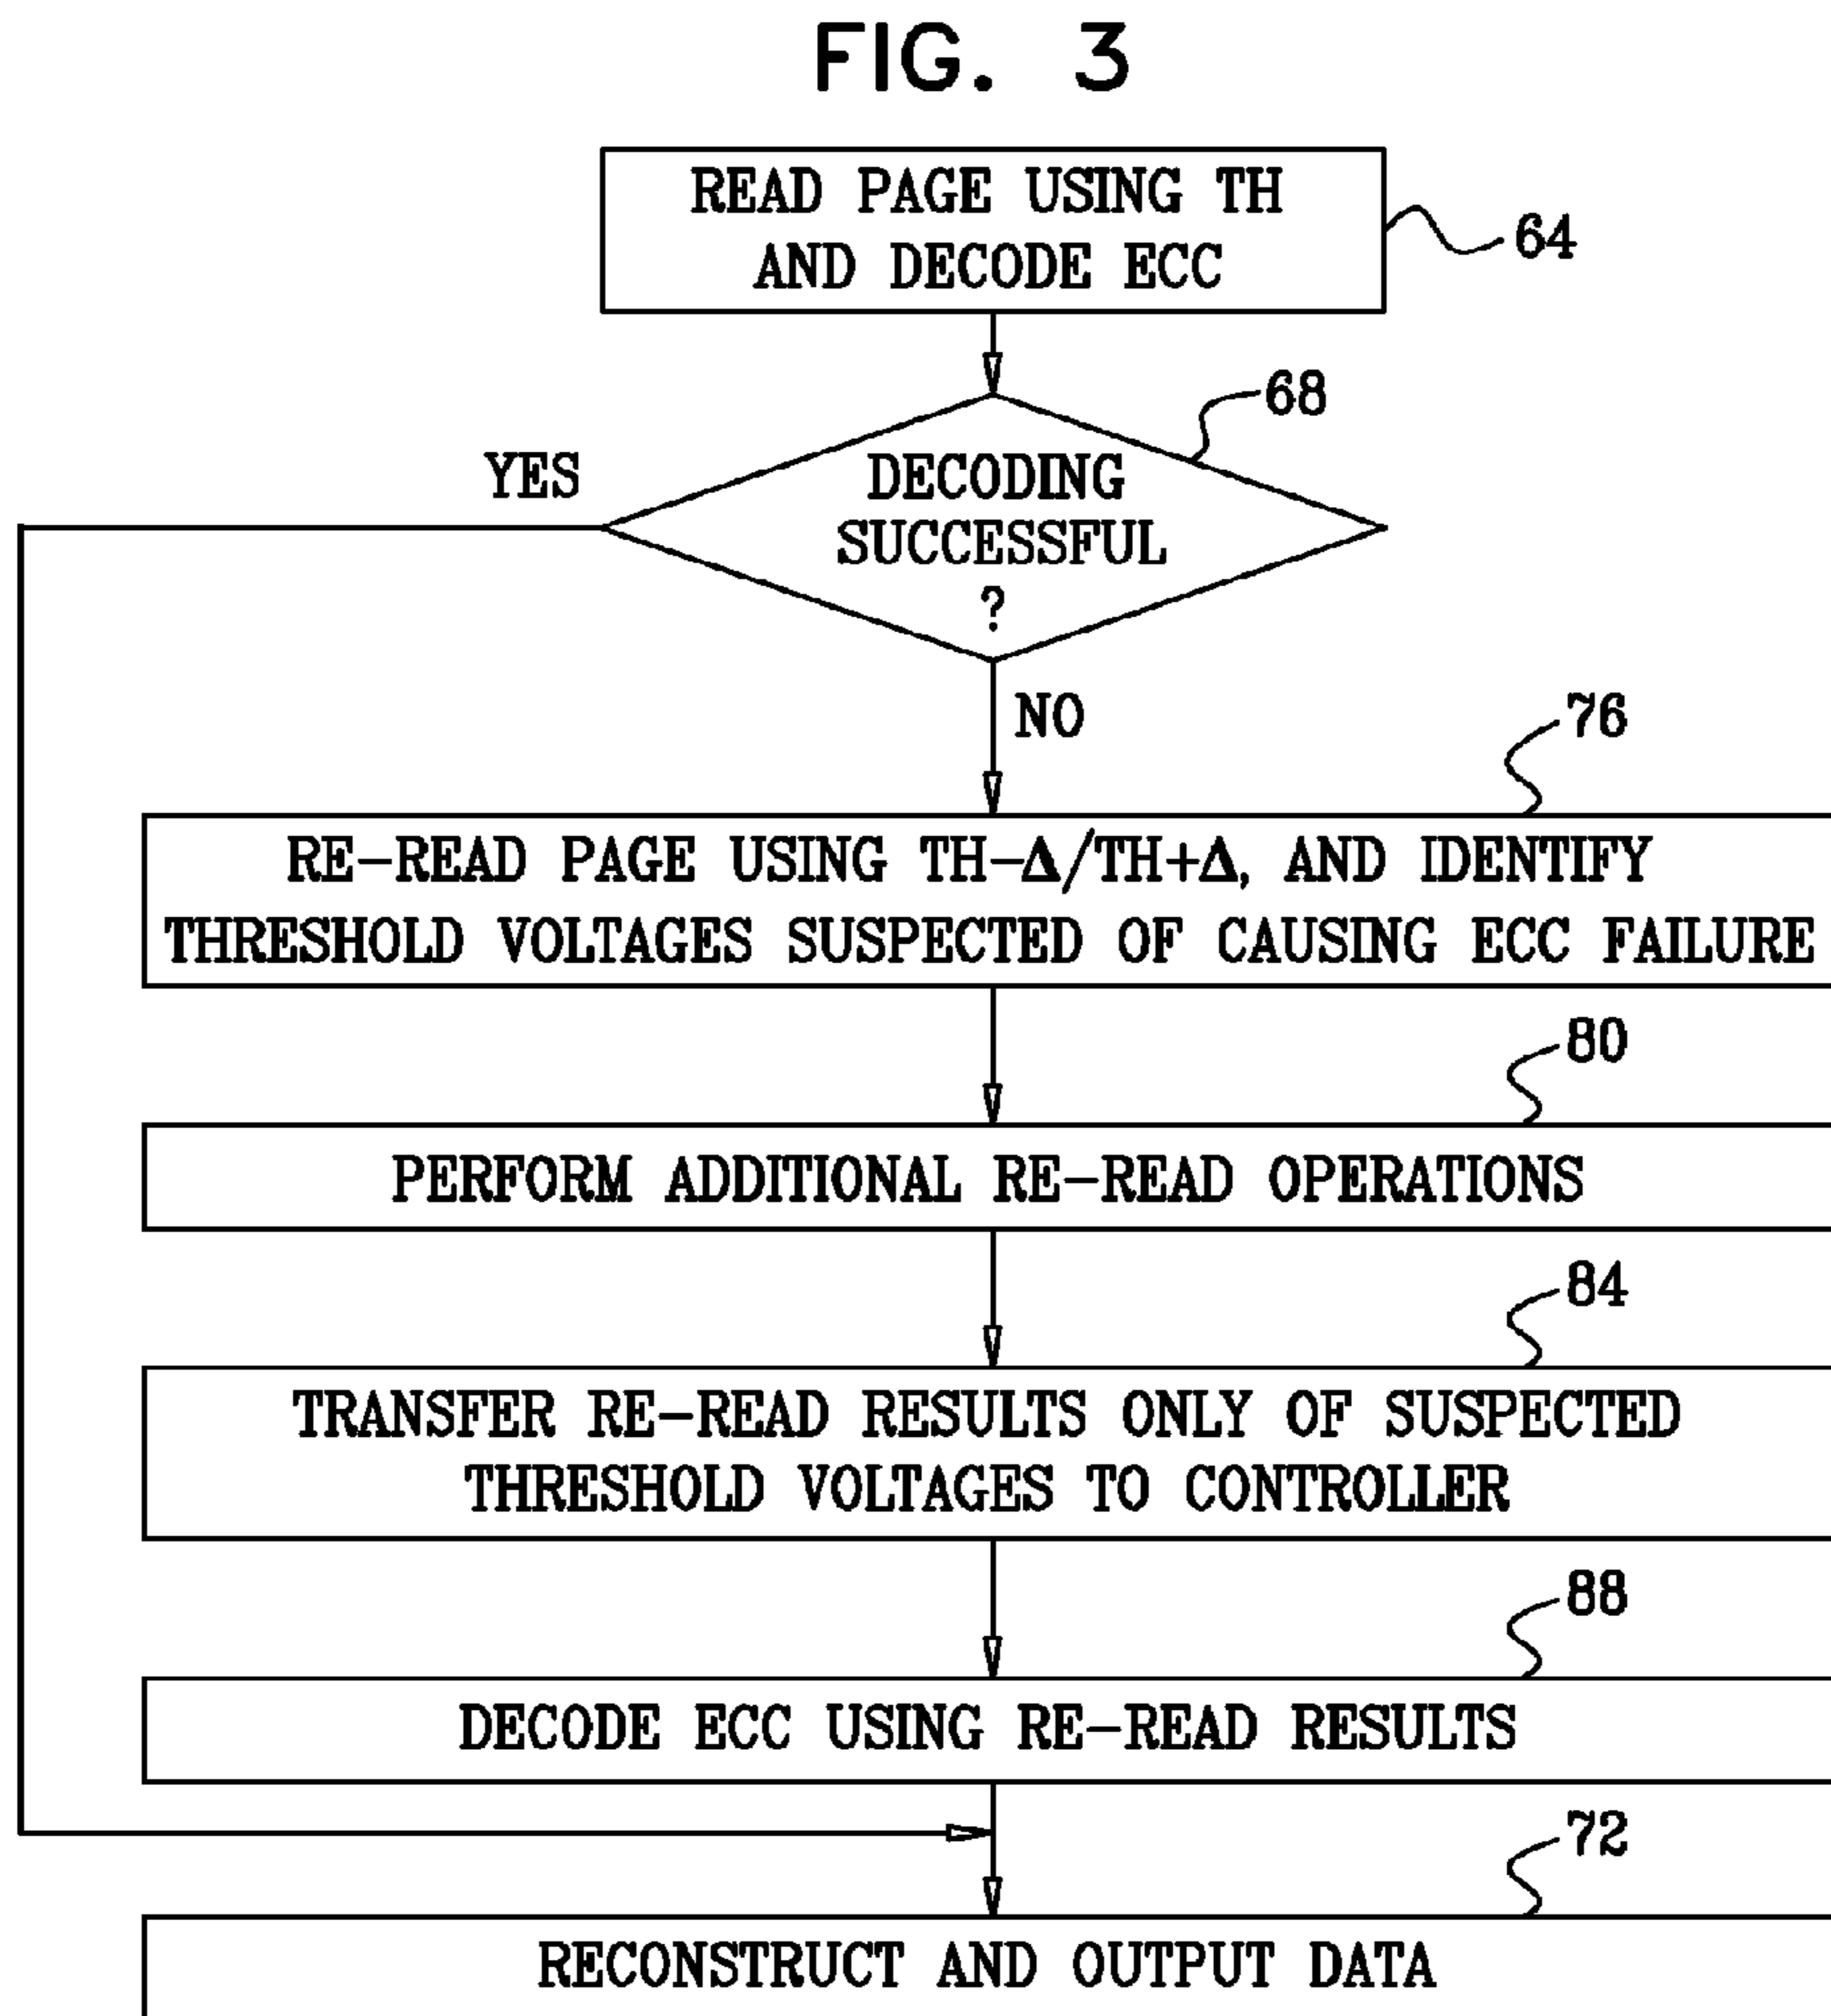 FIG. 3
READ PAGE USING TH
AND DECODE ECC
64
68
YES
DECODING
SUCCESSFUL
?
NO
76
RE-READ PAGE USING TH-Δ/TH+Δ, AND IDENTIFY
THRESHOLD VOLTAGES SUSPECTED OF CAUSING ECC FAILURE
80
PERFORM ADDITIONAL RE-READ OPERATIONS
84
TRANSFER RE-READ RESULTS ONLY OF SUSPECTED
THRESHOLD VOLTAGES TO CONTROLLER
88
DECODE ECC USING RE-READ RESULTS
72
RECONSTRUCT AND OUTPUT DATA